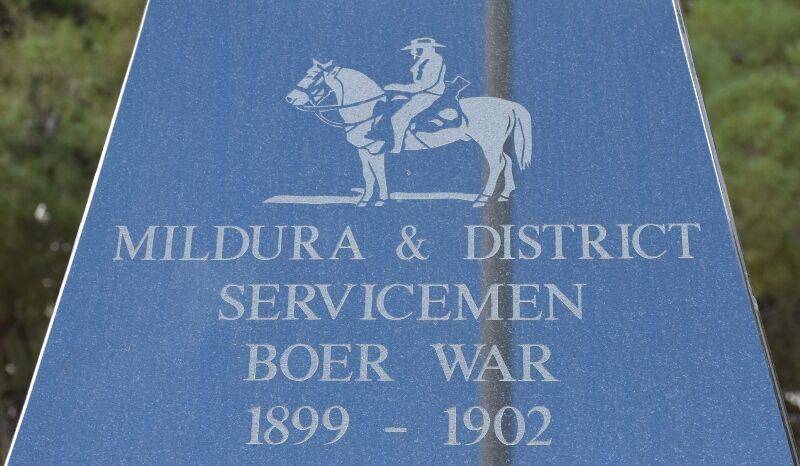 MILDURA & DISTRICT
SERVICEMEN
BOER WAR
1899 - 1902